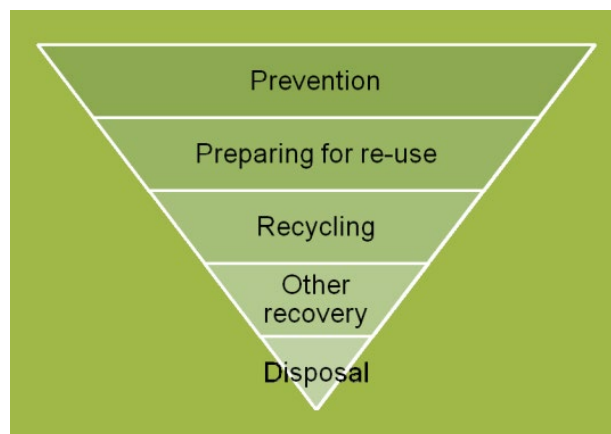 Prevention
Preparing for re-use
Recycling
Other
recovery
Disposal